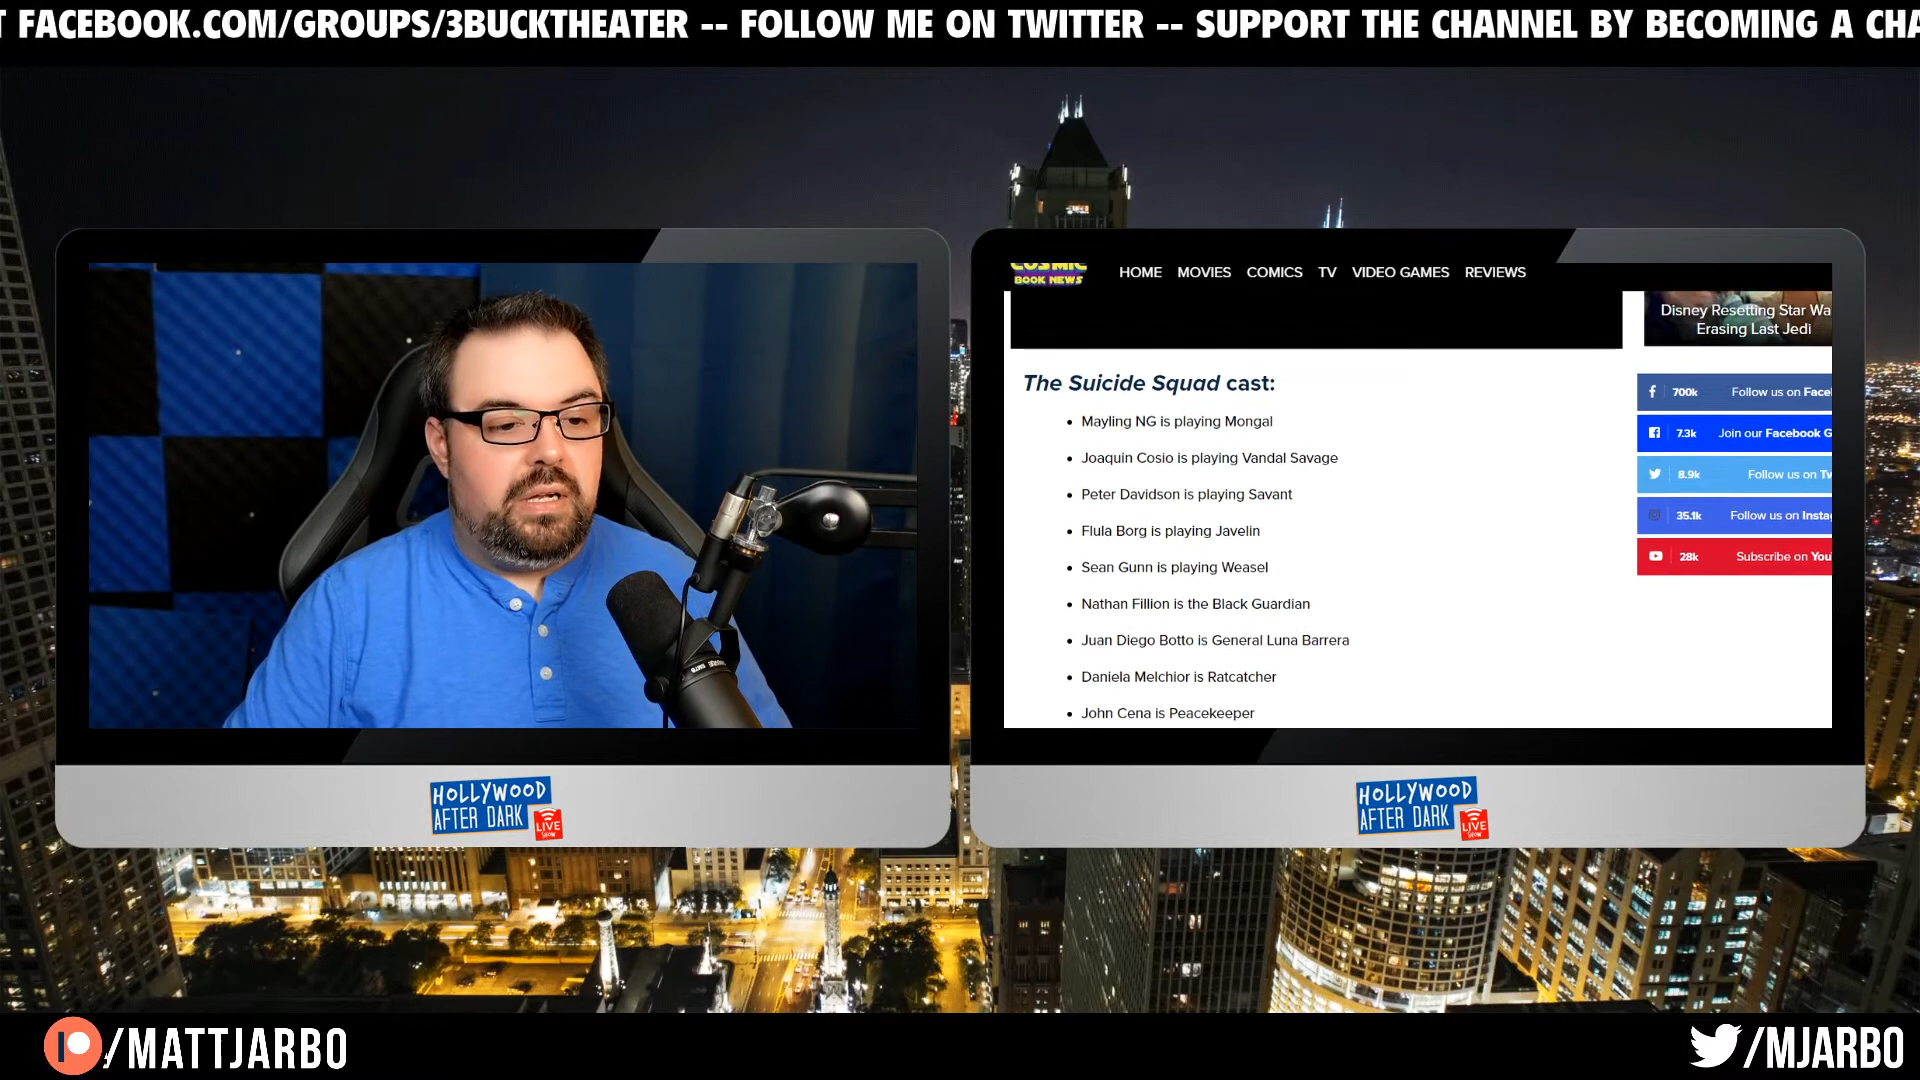 T FACEBOOK.COM/GROUPS/3BUCKTHEATER -- FOLLOW ME ON TWITTER -- SUPPORT THE CHANNEL BY BECOMING A CHA
COSMIC
BOOK NEWS
HOME MOVIES COMICS TV VIDEO GAMES REVIEWS
Disney Resetting Star Wa
Erasing Last Jedi
The Suicide Squad cast:
• Mayling NG is playing Mongal
• Joaquin Cosio is playing Vandal Savage
• Peter Davidson is playing Savant
• Flula Borg is playing Javelin
• Sean Gunn is playing Weasel
• Nathan Fillion is the Black Guardian
• Juan Diego Botto is General Luna Barrera
• Daniela Melchior is Ratcatcher
• John Cena is Peacekeeper
700k Follow us on Facel
7.3k Join our Facebook G
8.9k Follow us on Tw
35.1k Follow us on Insta
28k Subscribe on You
HOLLYWOOD
AFTER DARK
LIVE
SHOW
HOLLYWOOD
AFTER DARK
LIVE
SHOW
/MATTJARBO
/MJARBO